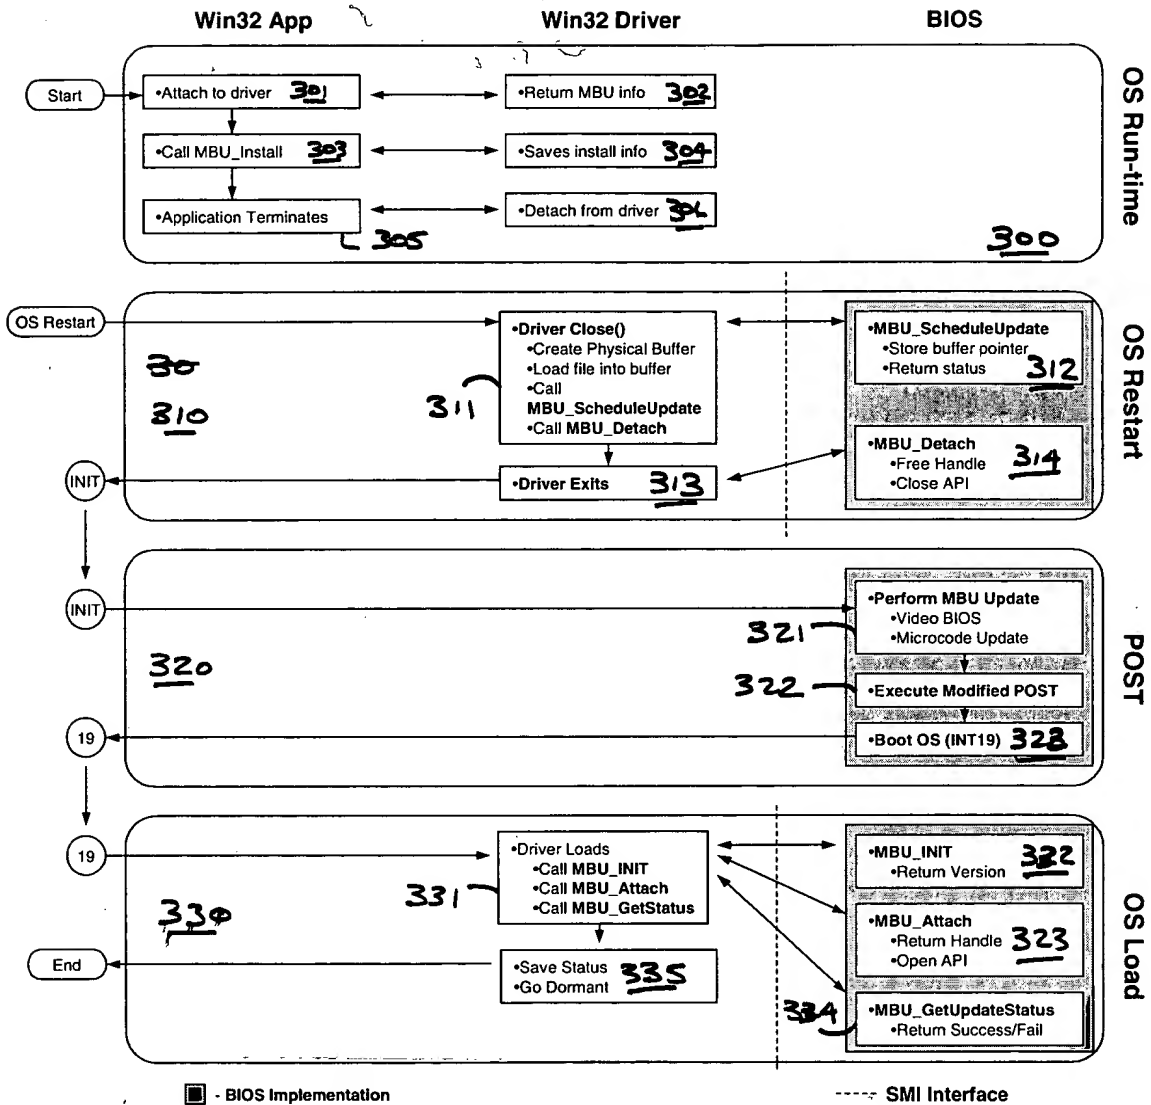 Win32 App
Win32 Driver
BIOS
OS Run-time
Start
•Attach to driver 301
•Return MBU info 302
•Call MBU_Install 303
•Saves install info 304
•Application Terminates
305
•Detach from driver 306
300
OS Restart
OS Restart
•Driver Close()
•Create Physical Buffer
•Load file into buffer
•Call
MBU_ScheduleUpdate
•Call MBU_Detach
311
•MBU_ScheduleUpdate
•Store buffer pointer
•Return status 312
30
310
•MBU_Detach
•Free Handle 314
•Close API
INIT
•Driver Exits 313
POST
INIT
•Perform MBU Update
•Video BIOS
•Microcode Update
321
320
322
•Execute Modified POST
19
•Boot OS (INT19) 323
OS Load
19
•Driver Loads
•Call MBU_INIT
•Call MBU_Attach
•Call MBU_GetStatus
331
•MBU_INIT
•Return Version 322
330
•MBU_Attach
•Return Handle 323
•Open API
End
•Save Status
•Go Dormant 335
334
•MBU_GetUpdateStatus
•Return Success/Fail
- BIOS Implementation
SMI Interface